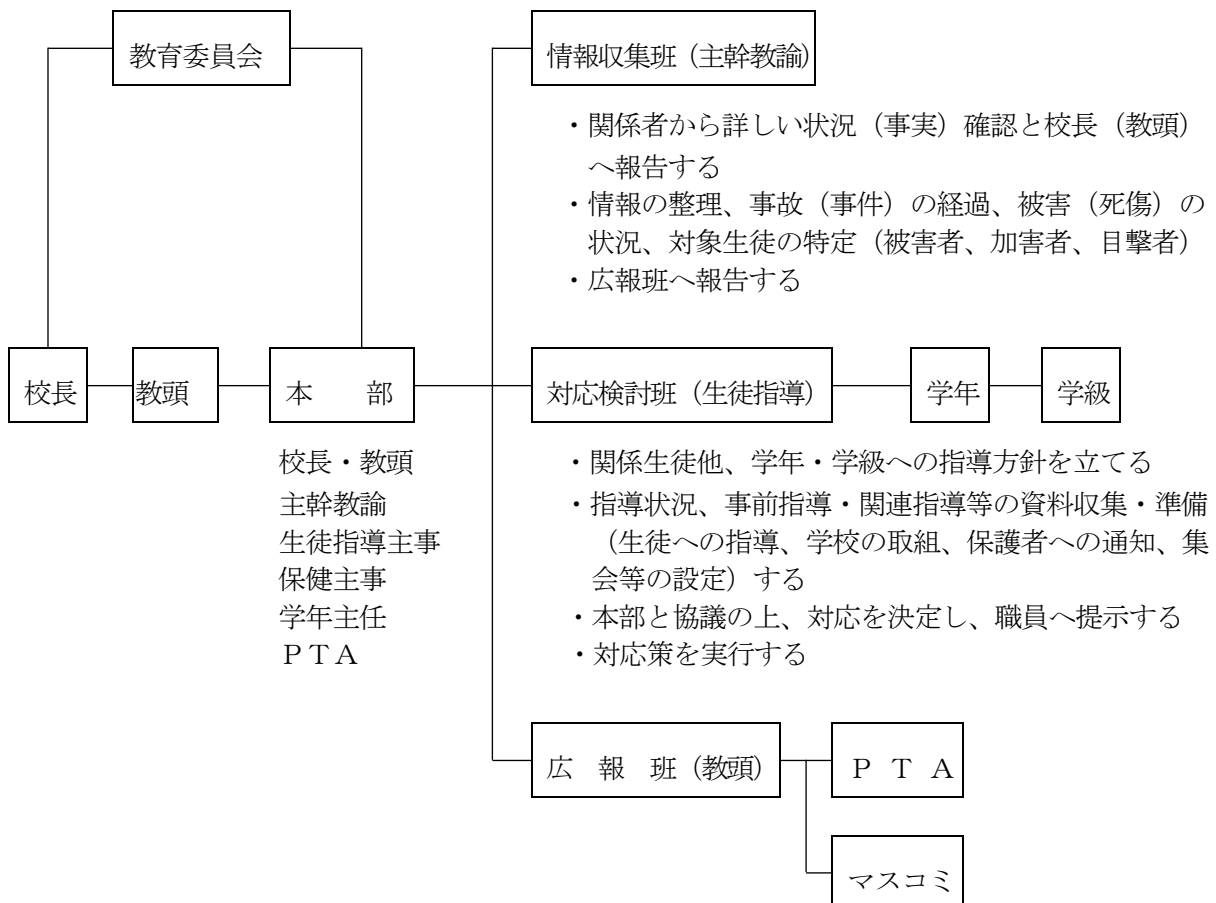 教育委員会
情報収集班（主幹教諭）
・関係者から詳しい状況（事実）確認と校長（教頭）
へ報告する
・情報の整理、事故（事件）の経過、被害（死傷）の
状況、対象生徒の特定（被害者、加害者、目撃者）
・広報班へ報告する
校長
教頭
本　部
対応検討班（生徒指導）
学年
学級
校長・教頭
主幹教諭
生徒指導主事
保健主事
学年主任
ＰＴＡ
・関係生徒他、学年・学級への指導方針を立てる
・指導状況、事前指導・関連指導等の資料収集・準備
（生徒への指導、学校の取組、保護者への通知、集
会等の設定）する
・本部と協議の上、対応を決定し、職員へ提示する
・対応策を実行する
広　報　班（教頭）
Ｐ Ｔ Ａ
マスコミ